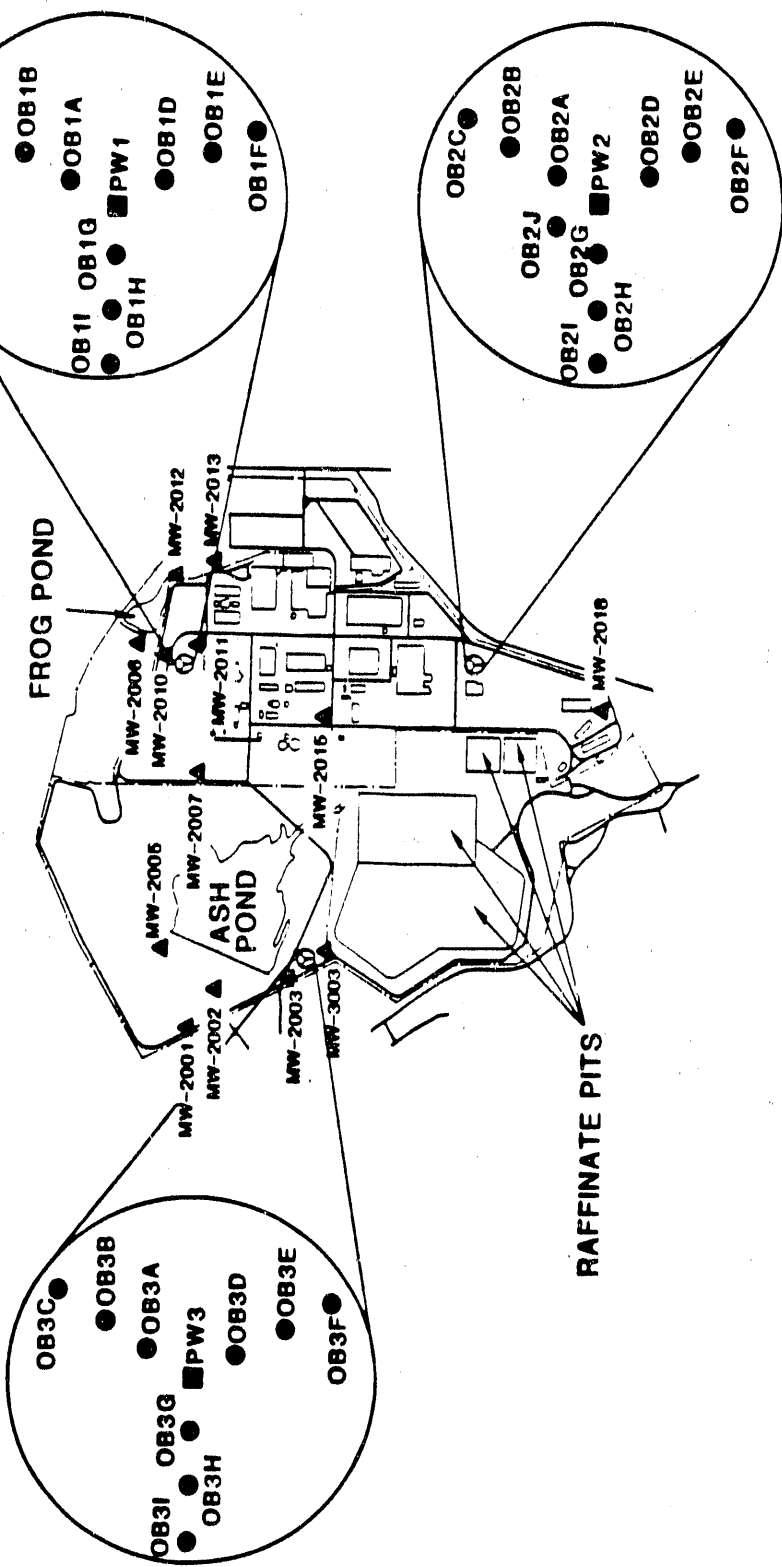 FROG POND
OB1B
OB1A
PW1
OB1D
OB1E
OB1F
OB1G
OB1H
OB1I
OB2C
OB2B
OB2A
OB2J
PW2
OB2G
OB2D
OB2E
OB2F
OB2H
OB2I
OB3C
OB3B
OB3A
PW3
OB3D
OB3E
OB3F
OB3G
OB3H
OB3I
MW-2012
MW-2013
MW-2006
MW-2010
MW-2011
MW-2007
MW-2005
MW-2015
MW-2018
MW-2001
MW-2002
MW-2003
MW-3003
ASH
POND
RAFFINATE PITS